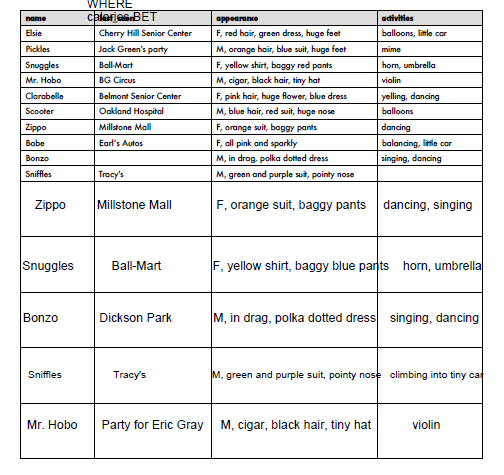 WHERE
calories BET
name appearance activities
Elsie Cherry Hill Senior Center F, red hair, green dress, huge feet balloons, little car
Pickles Jack Green's party M, orange hair, blue suit, huge feet mime
Snuggles Ball-Mart F, yellow shirt, baggy red pants horn, umbrella
Mr. Hobo BG Circus M, cigar, black hair, tiny hat violin
Clarabelle Belmont Senior Center F, pink hair, huge flower, blue dress yelling, dancing
Scooter Oakland Hospital M, blue hair, red suit, huge nose balloons
Zippo Millstone Mall F, orange suit, baggy pants dancing
Babe Earl's Autos F, all pink and sparkly balancing, little car
Bonzo M, in drag, polka dotted dress singing, dancing
Sniffles Tracy's M, green and purple suit, pointy nose
Zippo Millstone Mall F, orange suit, baggy pants dancing, singing
Snuggles Ball-Mart F, yellow shirt, baggy blue pants horn, umbrella
Bonzo Dickson Park M, in drag, polka dotted dress singing, dancing
Sniffles Tracy's M, green and purple suit, pointy nose climbing into tiny car
Mr. Hobo Party for Eric Gray M, cigar, black hair, tiny hat violin